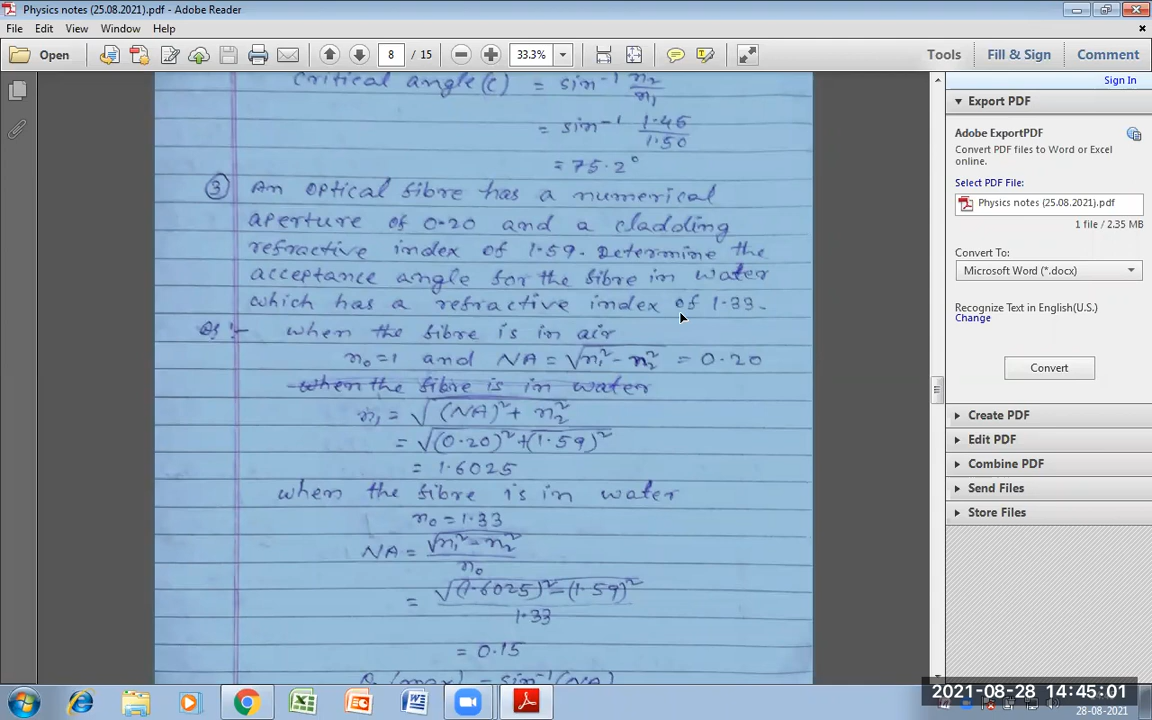 Physics notes (25.08.2021).pdf - Adobe Reader
File Edit View Window Help
Open 8 / 15 33.3% Tools Fill & Sign Comment
Critical angle(c) = sin⁻¹ n₂/n₁
= sin⁻¹ 1.45/1.50
= 75.2°
③ An optical fibre has a numerical
aperture of 0.20 and a cladding
refractive index of 1.59. Determine the
acceptance angle for the fibre in water
which has a refractive index of 1.33.
when the fibre is in air
n₀=1 and NA = √n₁²-n₂² = 0.20
when the fibre is in water
n₁ = √(NA)²+n₂²
= √(0.20)²+(1.59)²
= 1.6025
when the fibre is in water
n₀ = 1.33
NA = √n₁²-n₂²/n₀
= √(1.6025)²-(1.59)²/1.33
= 0.15
(max) = sin⁻¹(NA)
Sign In
Export PDF
Adobe ExportPDF
Convert PDF files to Word or Excel
online.
Select PDF File:
Physics notes (25.08.2021).pdf
1 file / 2.35 MB
Convert To:
Microsoft Word (*.docx)
Recognize Text in English(U.S.)
Change
Convert
Create PDF
Edit PDF
Combine PDF
Send Files
Store Files
2021-08-28 14:45:01
28-08-2021